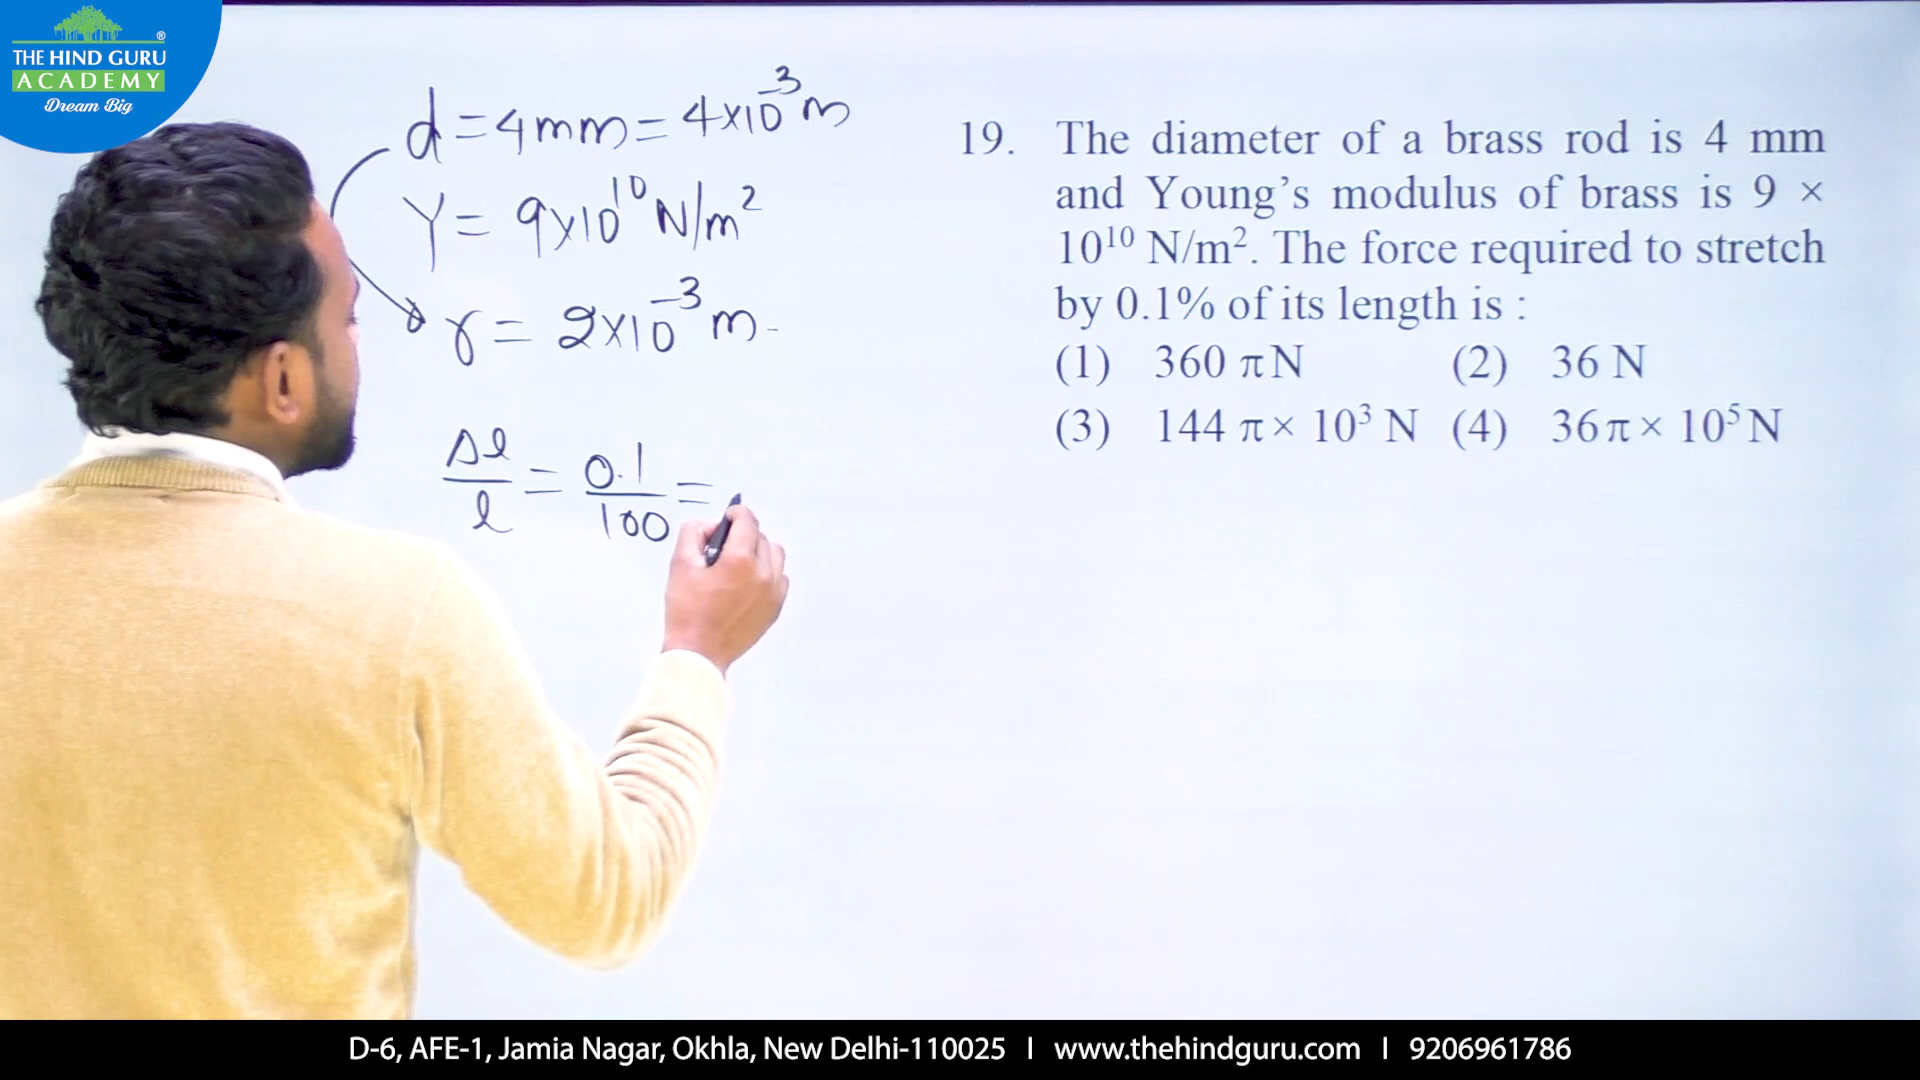 THE HIND GURU
®
ACADEMY
Dream Big
d = 4mm = 4×10⁻³ m
Y = 9×10¹⁰ N/m²
r = 2×10⁻³ m -
Δl/l = 0.1/100 =
19. The diameter of a brass rod is 4 mm
and Young's modulus of brass is 9 ×
10¹⁰ N/m². The force required to stretch
by 0.1% of its length is :
(1) 360 π N (2) 36 N
(3) 144 π × 10³ N (4) 36π × 10⁵ N
D-6, AFE-1, Jamia Nagar, Okhla, New Delhi-110025 | www.thehindguru.com | 9206961786